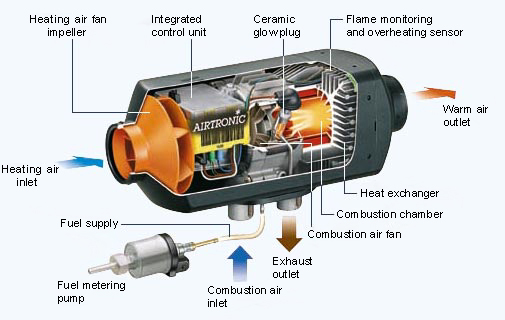 Heating air fan
impeller
Integrated
control unit
Ceramic
glowplug
Flame monitoring
and overheating sensor
AIRTRONIC
Warm air
outlet
Heating air
inlet
Heat exchanger
Combustion chamber
Combustion air fan
Fuel supply
Exhaust
outlet
Fuel metering
pump
Combustion air
inlet